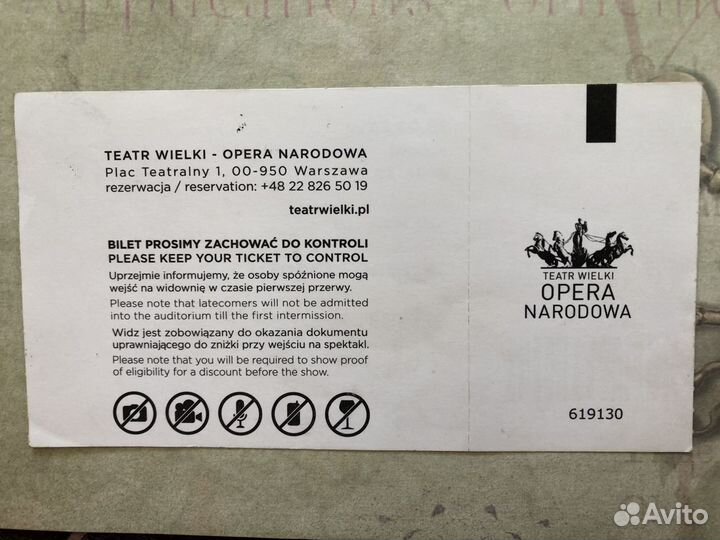 TEATR WIELKI - OPERA NARODOWA
Plac Teatralny 1, 00-950 Warszawa
rezerwacja / reservation: +48 22 826 50 19
teatrwielki.pl
BILET PROSIMY ZACHOWAĆ DO KONTROLI
PLEASE KEEP YOUR TICKET TO CONTROL
Uprzejmie informujemy, że osoby spóźnione mogą
wejść na widownię w czasie pierwszej przerwy.
Please note that latecomers will not be admitted
into the auditorium till the first intermission.
Widz jest zobowiązany do okazania dokumentu
uprawniającego do zniżki przy wejściu na spektakl.
Please note that you will be required to show proof
of eligibility for a discount before the show.
TEATR WIELKI
OPERA
NARODOWA
619130
Avito